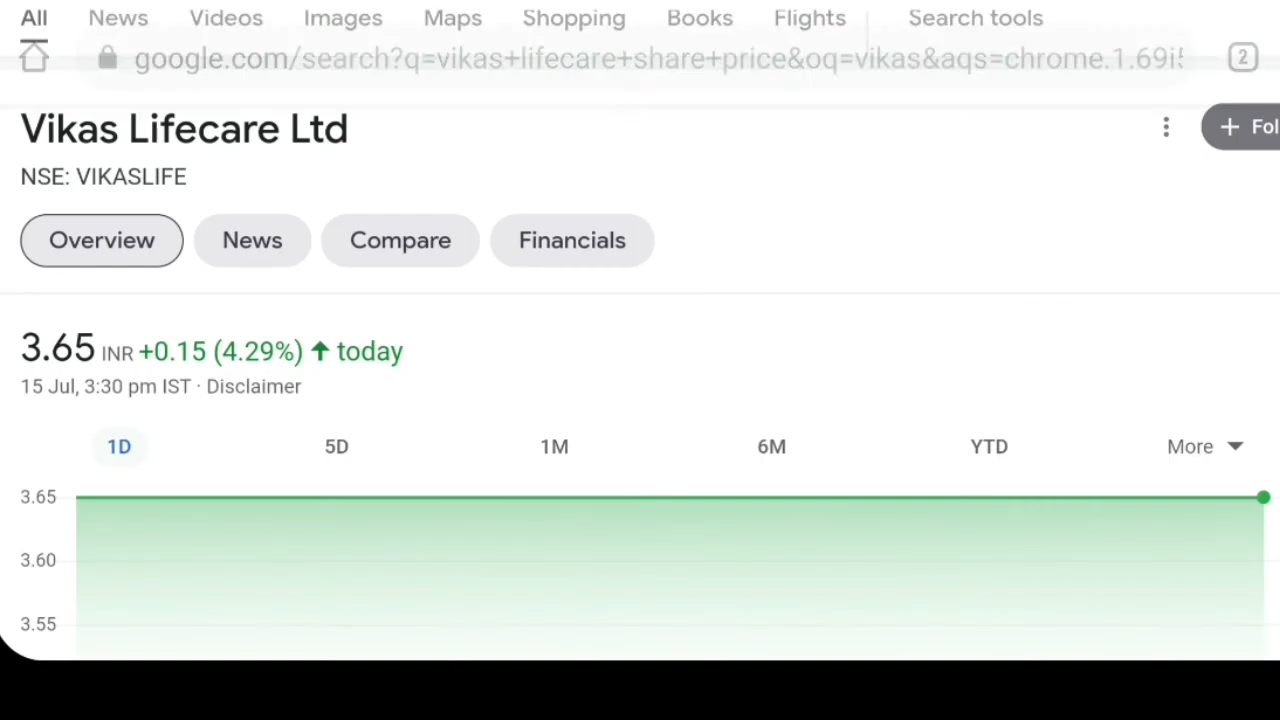 All News Videos Images Maps Shopping Books Flights Search tools
google.com/search?q=vikas+lifecare+share+price&oq=vikas&aqs=chrome.1.69i5 2
Vikas Lifecare Ltd + Fol
NSE: VIKASLIFE
Overview News Compare Financials
3.65 INR +0.15 (4.29%) ↑ today
15 Jul, 3:30 pm IST · Disclaimer
1D 5D 1M 6M YTD More
3.65
3.60
3.55